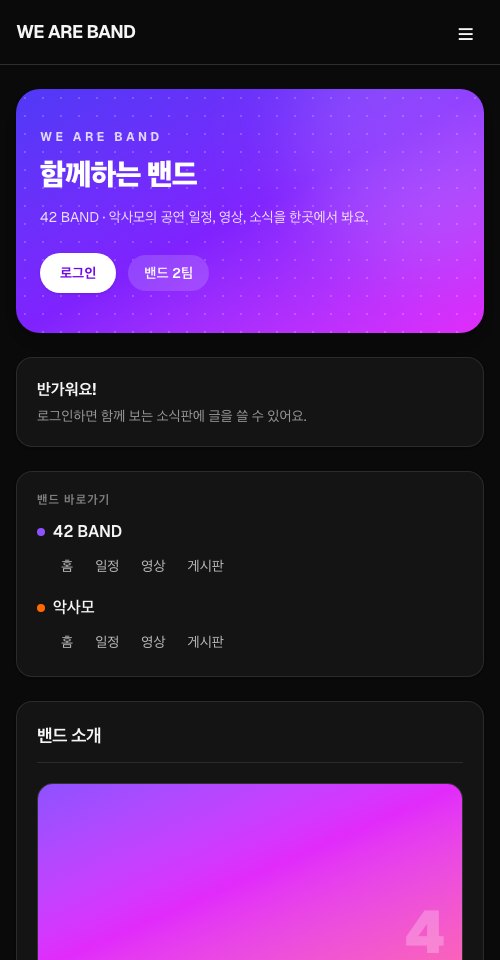 WE ARE BAND
WE ARE BAND
함께하는 밴드
42 BAND · 악사모의 공연 일정, 영상, 소식을 한곳에서 봐요.
로그인 밴드 2팀
반가워요!
로그인하면 함께 보는 소식판에 글을 쓸 수 있어요.
밴드 바로가기
42 BAND
홈 일정 영상 게시판
악사모
홈 일정 영상 게시판
밴드 소개
4